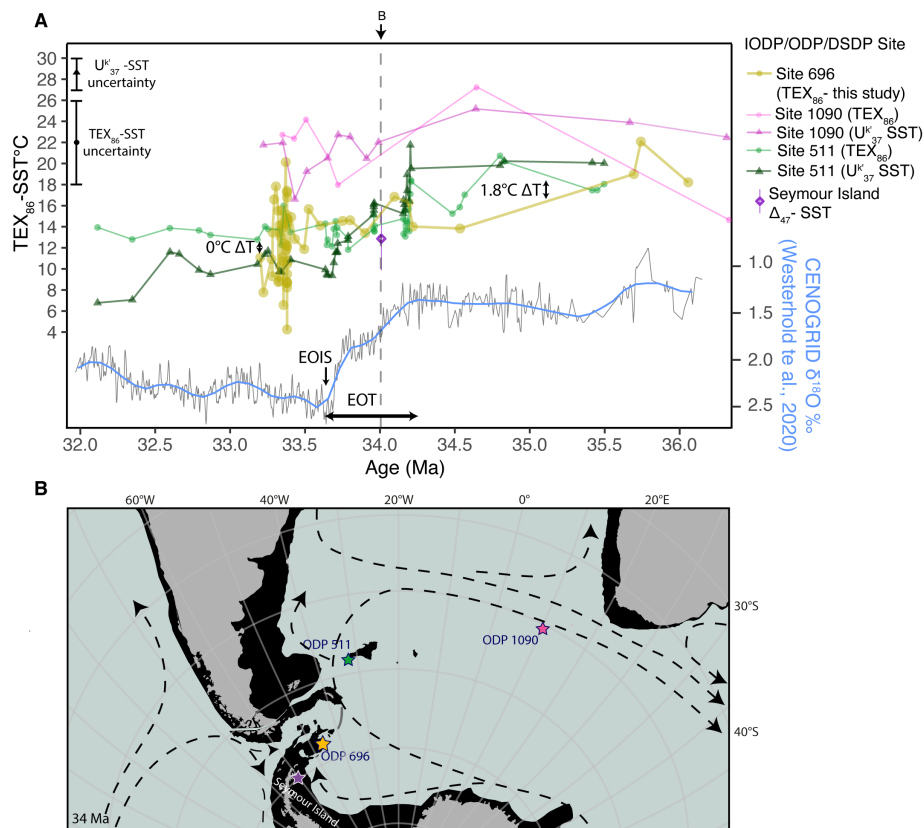 A
B
IODP/ODP/DSDP Site
Site 696
(TEX86- this study)
Site 1090 (TEX86)
Site 1090 (Uk'37 SST)
Site 511 (TEX86)
Site 511 (Uk'37 SST)
Seymour Island
Δ47- SST
TEX86-SST°C
30
28
26
24
22
20
18
16
14
12
10
8
6
4
Uk'37 -SST
uncertainty
TEX86-SST
uncertainty
1.8°C ΔT
0°C ΔT
EOIS
EOT
1.0
1.5
2.0
2.5
CENOGRID δ18O ‰
(Westerhold te al., 2020)
32.0 32.5 33.0 33.5 34.0 34.5 35.0 35.5 36.0
Age (Ma)
B
60°W 40°W 20°W 0° 20°E
30°S
40°S
ODP 511
ODP 1090
ODP 696
Seymour Island
34 Ma